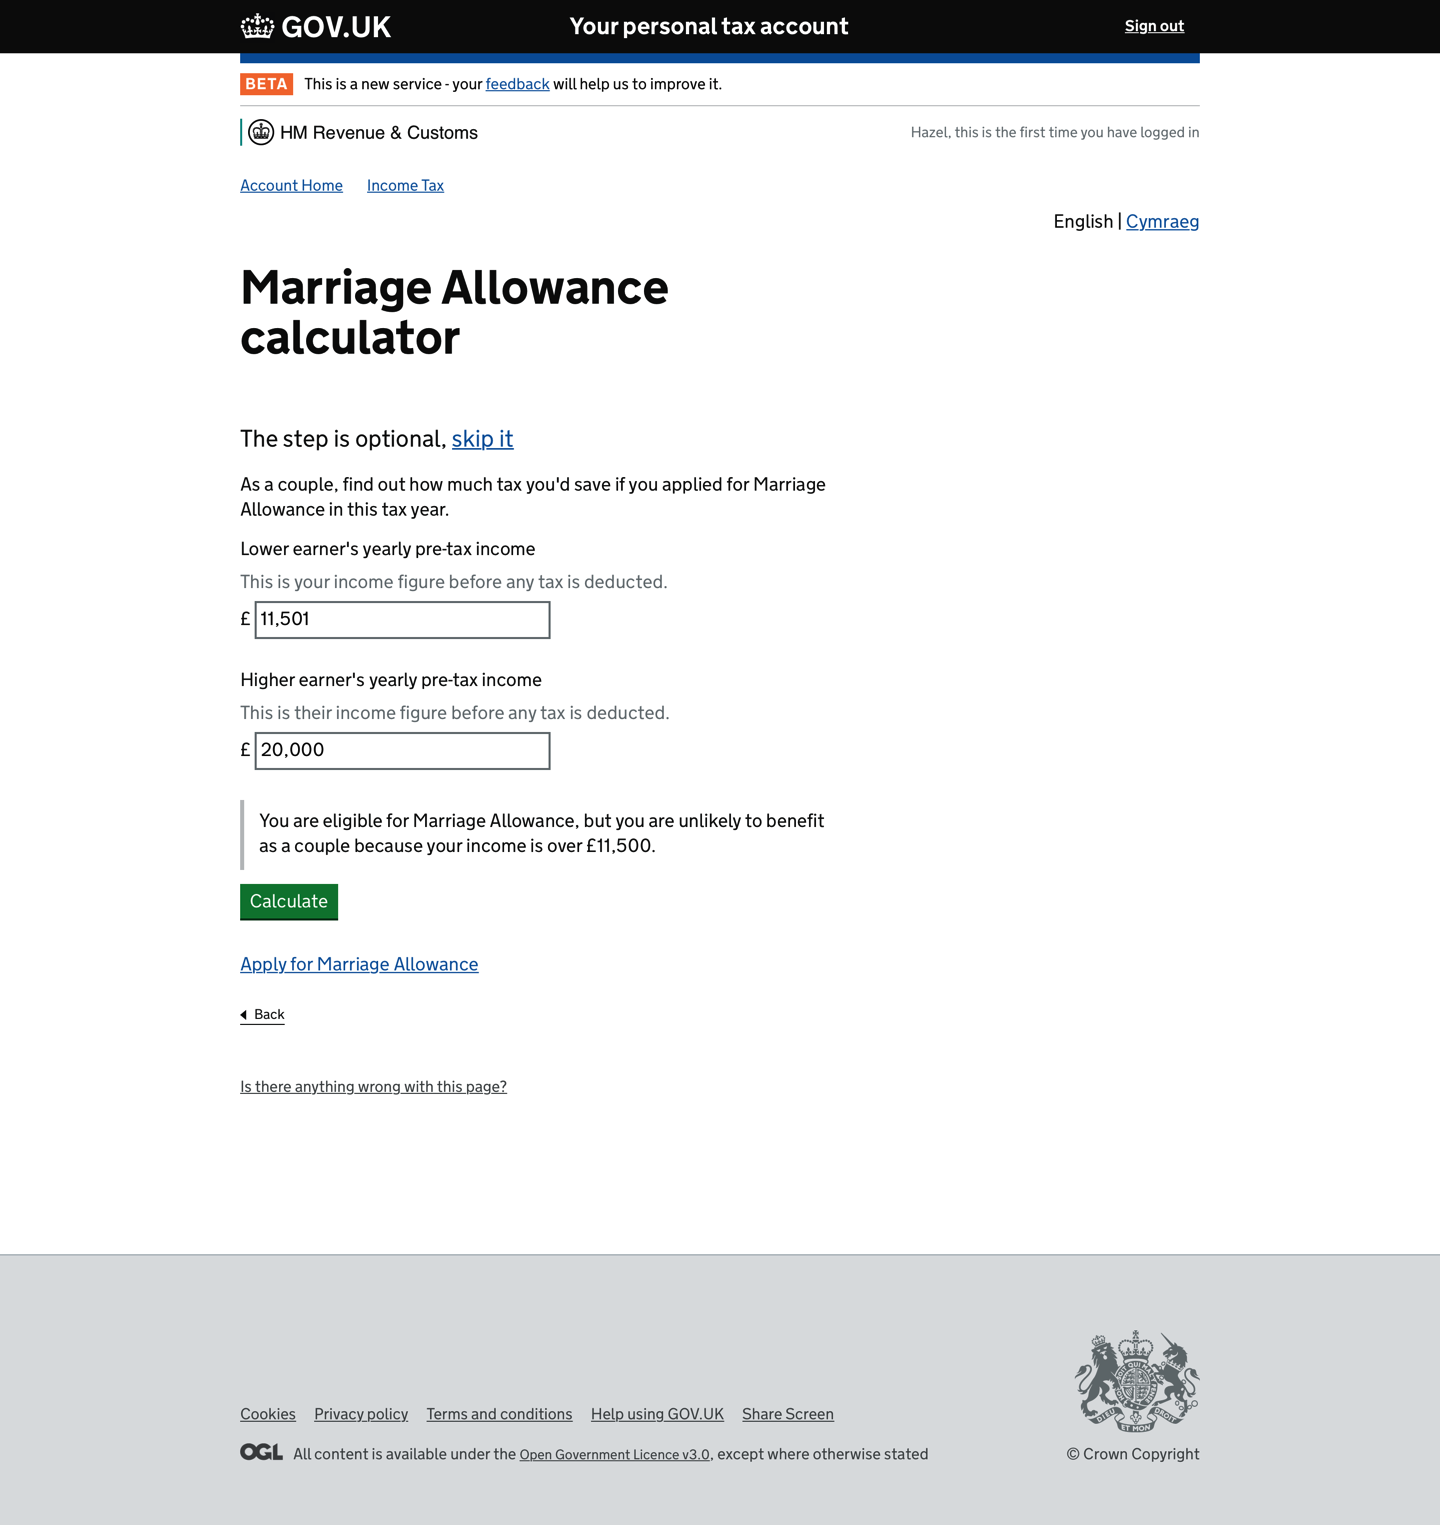 GOV.UK
Your personal tax account
Sign out
BETA This is a new service - your feedback will help us to improve it.
HM Revenue & Customs
Hazel, this is the first time you have logged in
Account Home Income Tax
English | Cymraeg
Marriage Allowance
calculator
The step is optional, skip it
As a couple, find out how much tax you'd save if you applied for Marriage
Allowance in this tax year.
Lower earner's yearly pre-tax income
This is your income figure before any tax is deducted.
£ 11,501
Higher earner's yearly pre-tax income
This is their income figure before any tax is deducted.
£ 20,000
You are eligible for Marriage Allowance, but you are unlikely to benefit
as a couple because your income is over £11,500.
Calculate
Apply for Marriage Allowance
Back
Is there anything wrong with this page?
Cookies Privacy policy Terms and conditions Help using GOV.UK Share Screen
OGL All content is available under the Open Government Licence v3.0, except where otherwise stated
© Crown Copyright